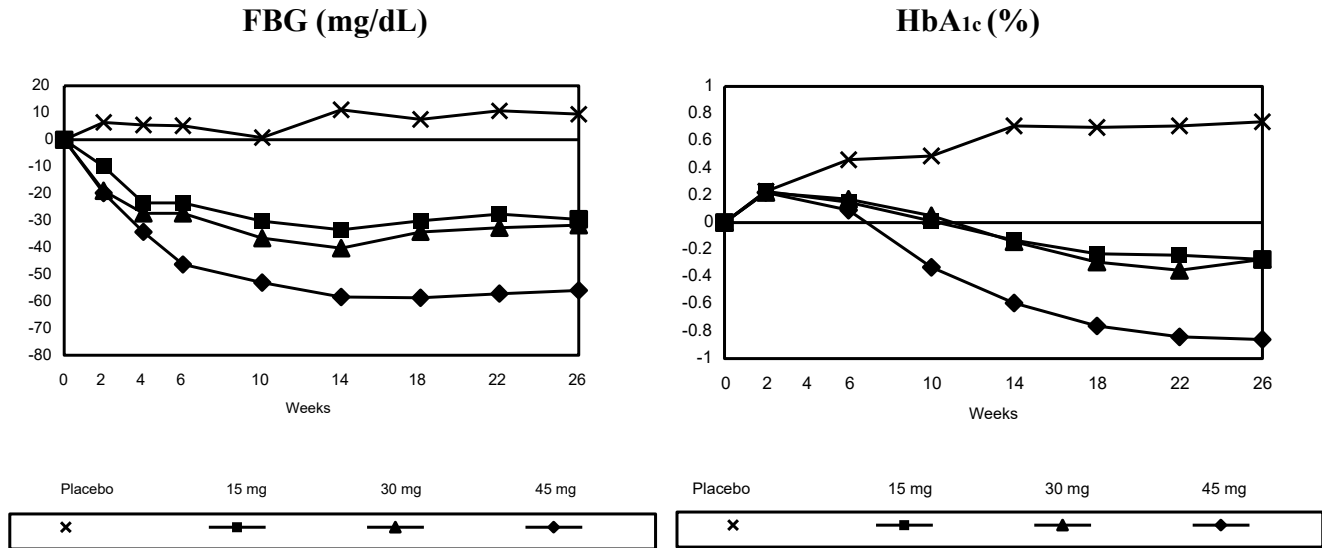 FBG (mg/dL)
20
10
0
-10
-20
-30
-40
-50
-60
-70
-80
0 2 4 6 10 14 18 22 26
Weeks
Placebo 15 mg 30 mg 45 mg
HbA1c (%)
1
0.8
0.6
0.4
0.2
0
-0.2
-0.4
-0.6
-0.8
-1
0 2 4 6 10 14 18 22 26
Weeks
Placebo 15 mg 30 mg 45 mg